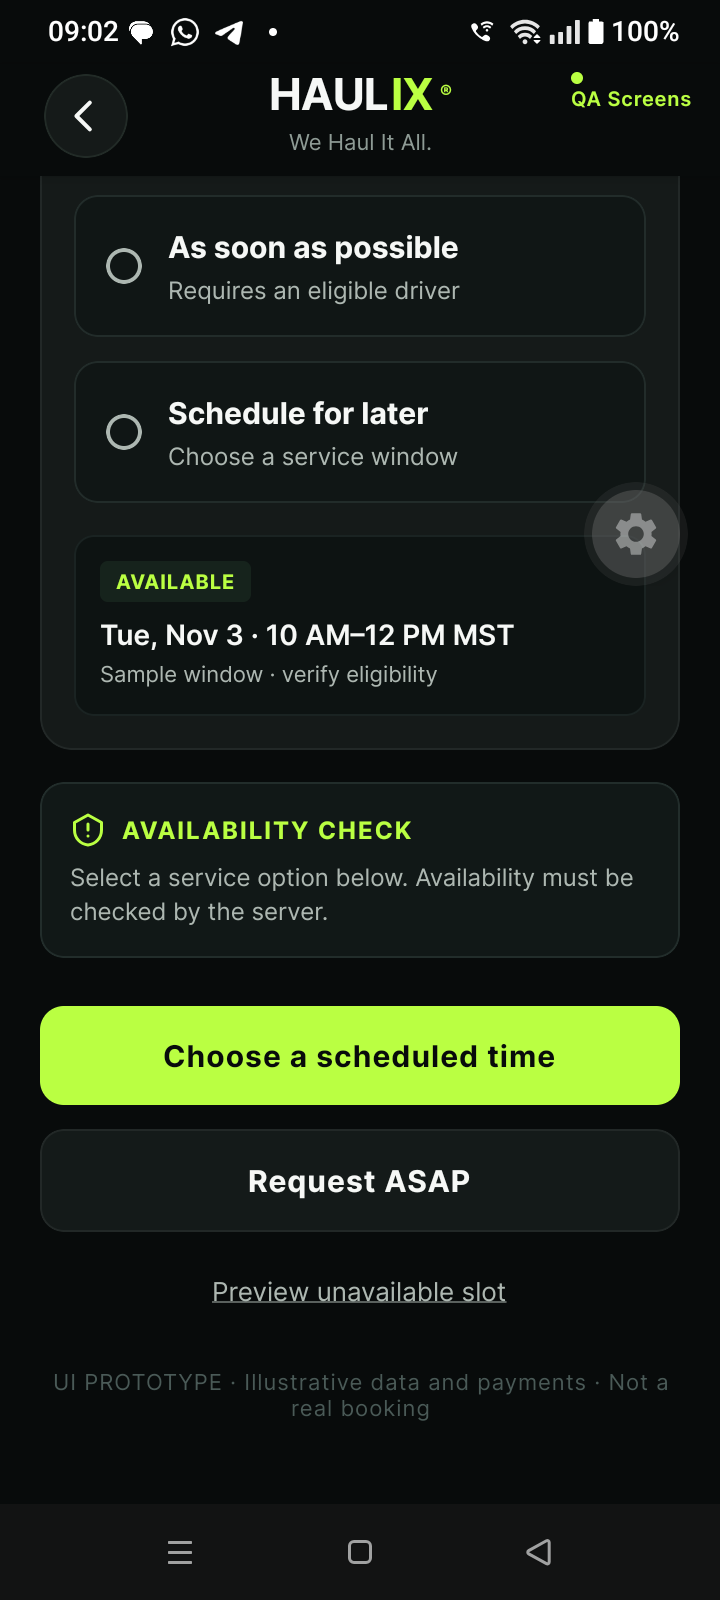 09:02
100%
HAULIX ®
QA Screens
We Haul It All.
As soon as possible
Requires an eligible driver
Schedule for later
Choose a service window
AVAILABLE
Tue, Nov 3 · 10 AM–12 PM MST
Sample window · verify eligibility
AVAILABILITY CHECK
Select a service option below. Availability must be
checked by the server.
Choose a scheduled time
Request ASAP
Preview unavailable slot
UI PROTOTYPE · Illustrative data and payments · Not a
real booking